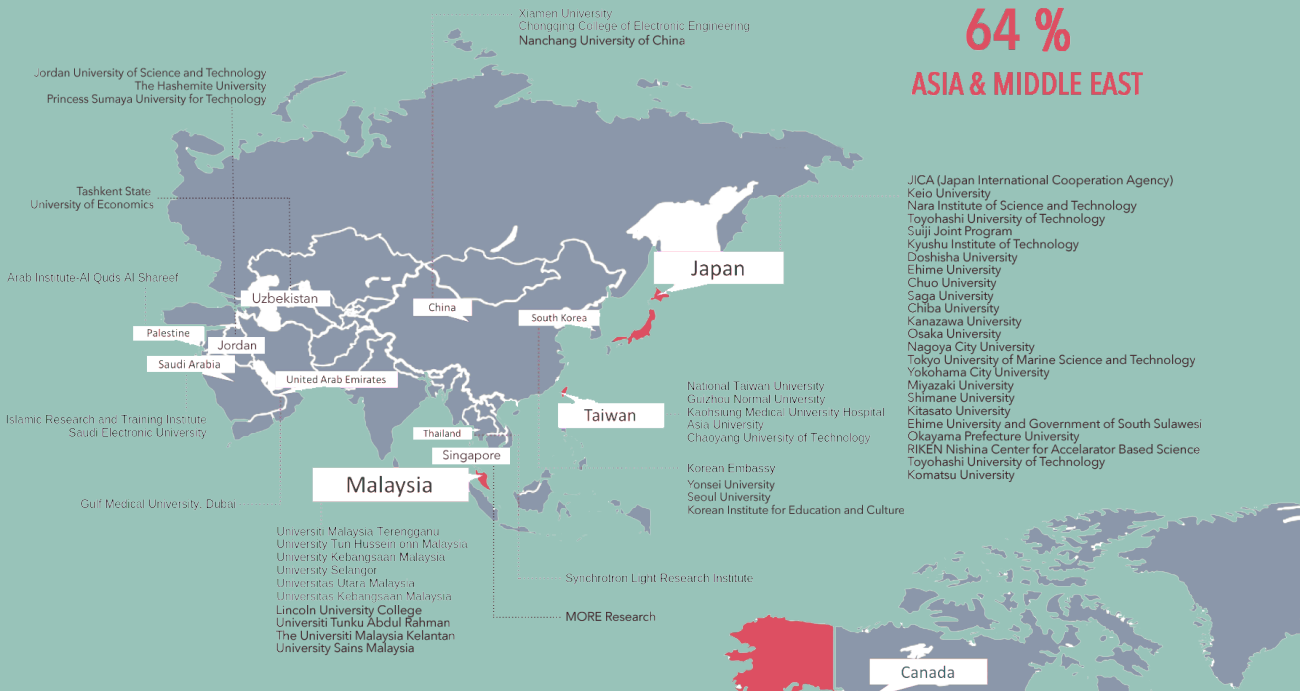 64 %
ASIA & MIDDLE EAST
Xiamen University
Chongqing College of Electronic Engineering
Nanchang University of China
Jordan University of Science and Technology
The Hashemite University
Princess Sumaya University for Technology
Tashkent State
University of Economics
Arab Institute-Al Quds Al Shareef
Islamic Research and Training Institute
Saudi Electronic University
Gulf Medical University, Dubai
Uzbekistan
Palestine
Jordan
Saudi Arabia
United Arab Emirates
China
South Korea
Japan
Taiwan
Thailand
Singapore
Malaysia
JICA (Japan International Cooperation Agency)
Keio University
Nara Institute of Science and Technology
Toyohashi University of Technology
Suiji Joint Program
Kyushu Institute of Technology
Doshisha University
Ehime University
Chuo University
Saga University
Chiba University
Kanazawa University
Osaka University
Nagoya City University
Tokyo University of Marine Science and Technology
Yokohama City University
Miyazaki University
Shimane University
Kitasato University
Ehime University and Government of South Sulawesi
Okayama Prefecture University
RIKEN Nishina Center for Accelarator Based Science
Toyohashi University of Technology
Komatsu University
National Taiwan University
Guizhou Normal University
Kaohsiung Medical University Hospital
Asia University
Chaoyang University of Technology
Korean Embassy
Yonsei University
Seoul University
Korean Institute for Education and Culture
Universiti Malaysia Terengganu
University Tun Hussein onn Malaysia
University Kebangsaan Malaysia
University Selangor
Universitas Utara Malaysia
Universitas Kebangsaan Malaysia
Lincoln University College
Universiti Tunku Abdul Rahman
The Universiti Malaysia Kelantan
University Sains Malaysia
Synchrotron Light Research Institute
MORE Research
Canada